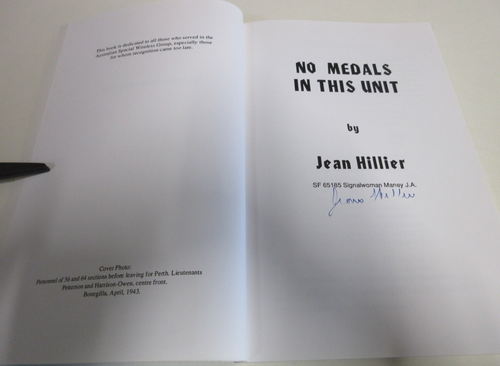 This book is dedicated to all those who served in the
Australian Special Wireless Group, especially those
for whom recognition came too late.
Cover Photo:
Personnel of 56 and 64 sections before leaving for Perth. Lieutenants
Peterson and Harrison-Owen, centre front.
Bonegilla, April, 1943.
NO MEDALS
IN THIS UNIT
by
Jean Hillier
SF 65185 Signalwoman Mansy J.A.
Hillier